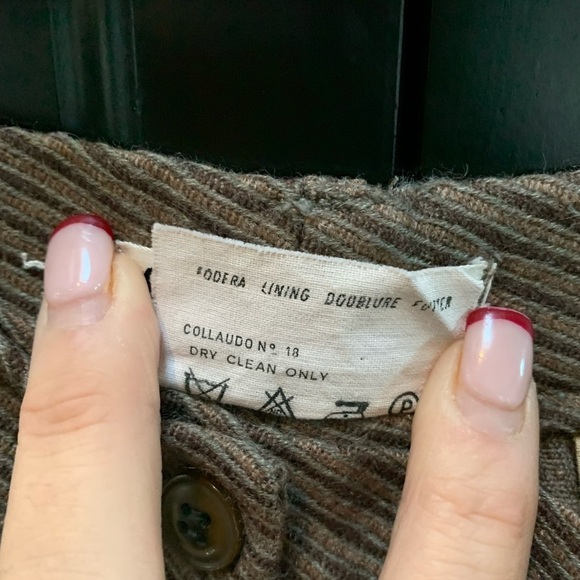 FODERA LINING DOUBLURE FUTTER
COLLAUDO Nº 18
DRY CLEAN ONLY
P